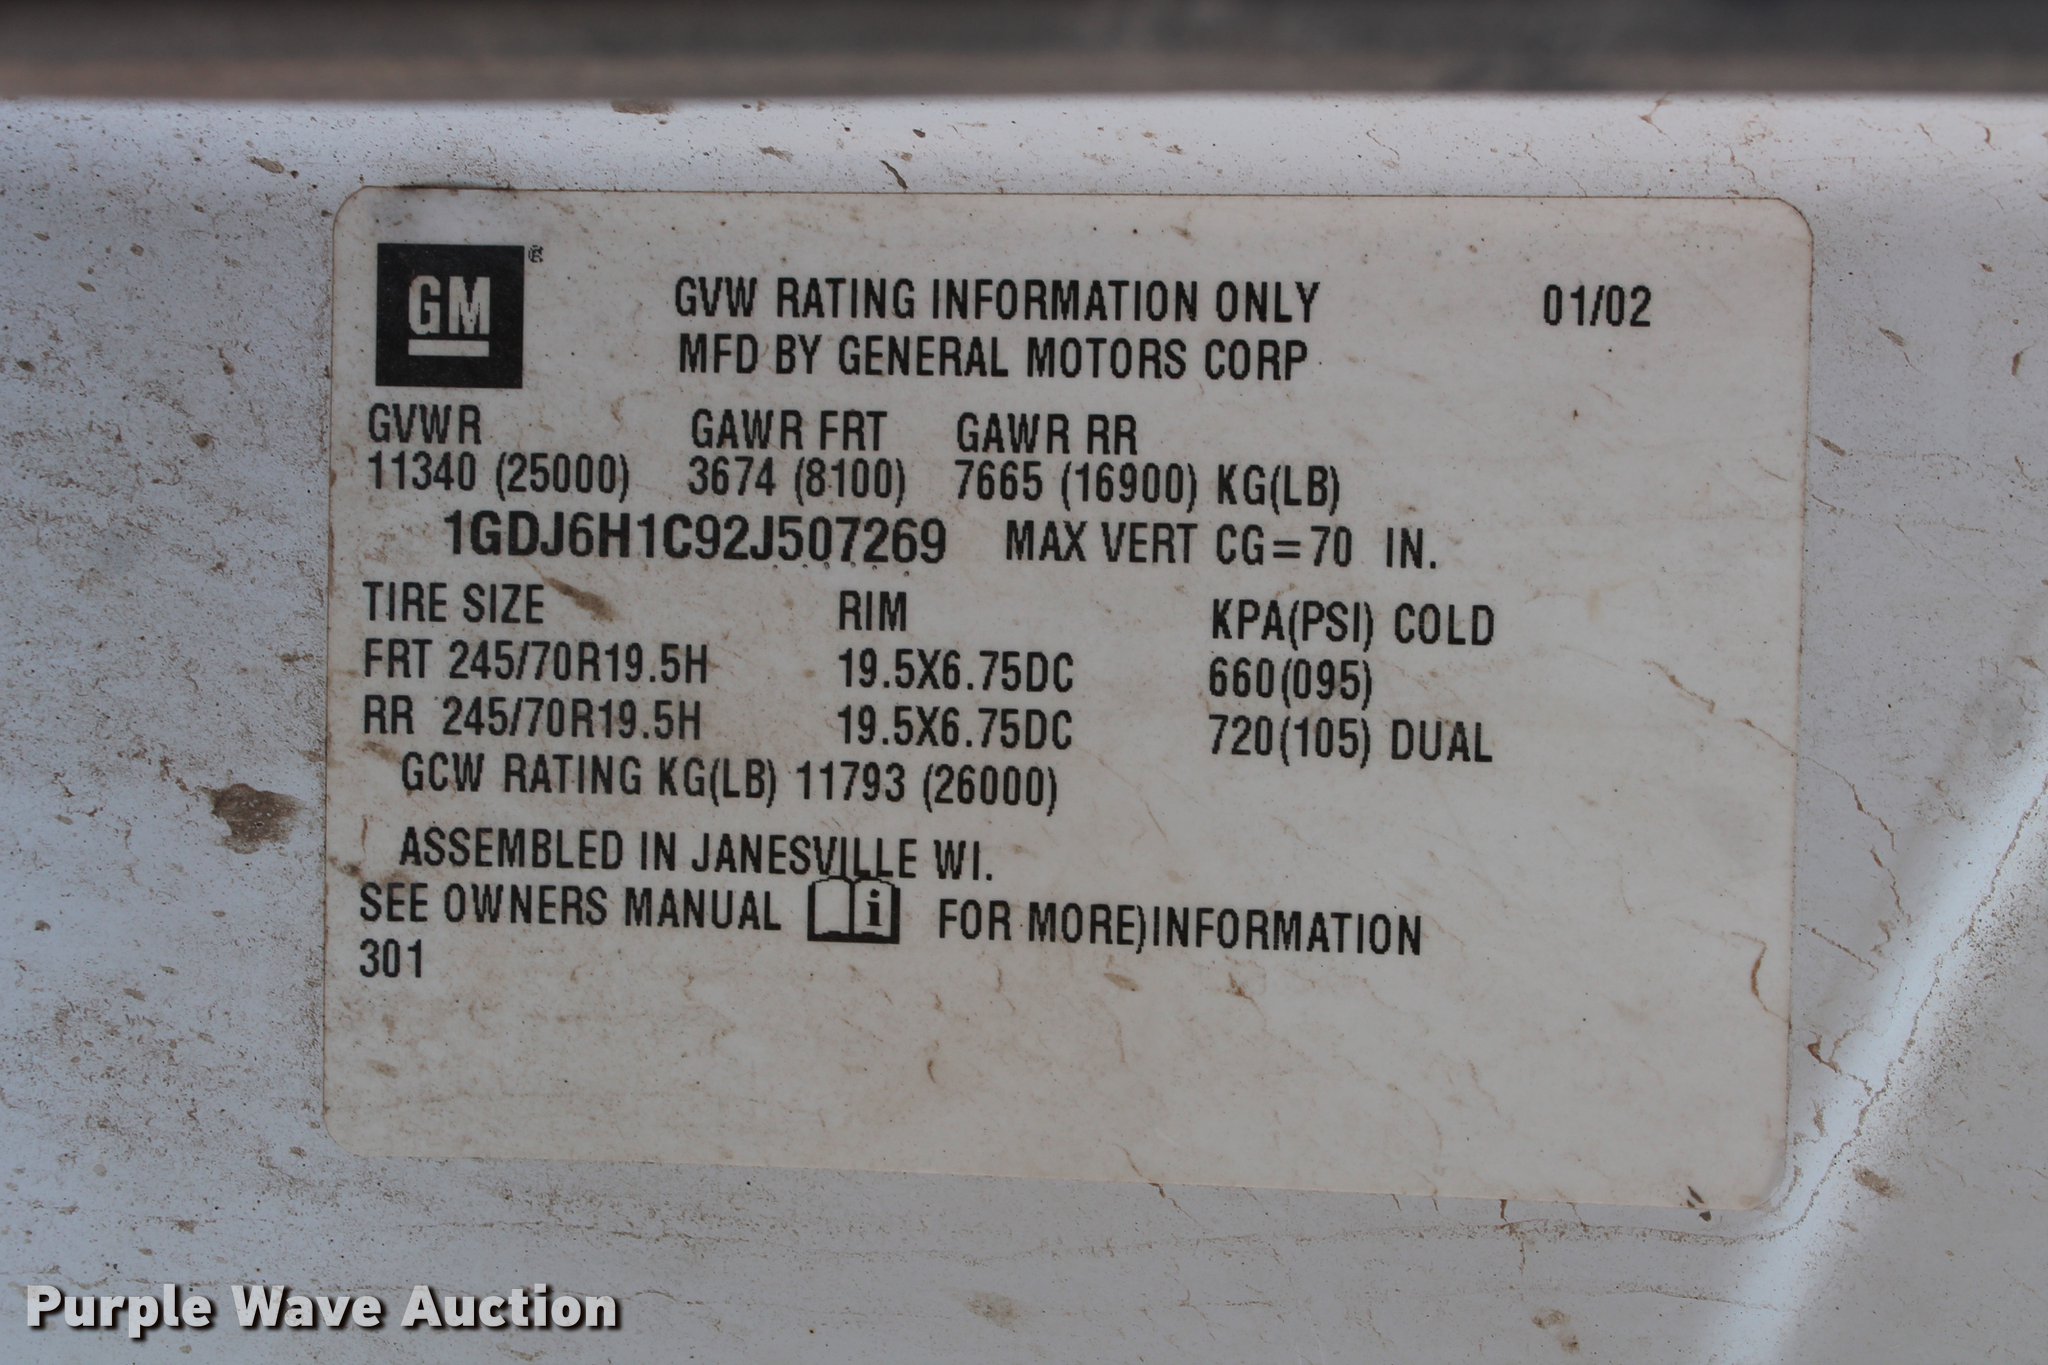 GM ®
GVW RATING INFORMATION ONLY 01/02
MFD BY GENERAL MOTORS CORP
GVWR GAWR FRT GAWR RR
11340 (25000) 3674 (8100) 7665 (16900) KG(LB)
1GDJ6H1C92J507269 MAX VERT CG=70 IN.
TIRE SIZE RIM KPA(PSI) COLD
FRT 245/70R19.5H 19.5X6.75DC 660(095)
RR 245/70R19.5H 19.5X6.75DC 720(105) DUAL
GCW RATING KG(LB) 11793 (26000)
ASSEMBLED IN JANESVILLE WI.
SEE OWNERS MANUAL i FOR MORE)INFORMATION
301
Purple Wave Auction